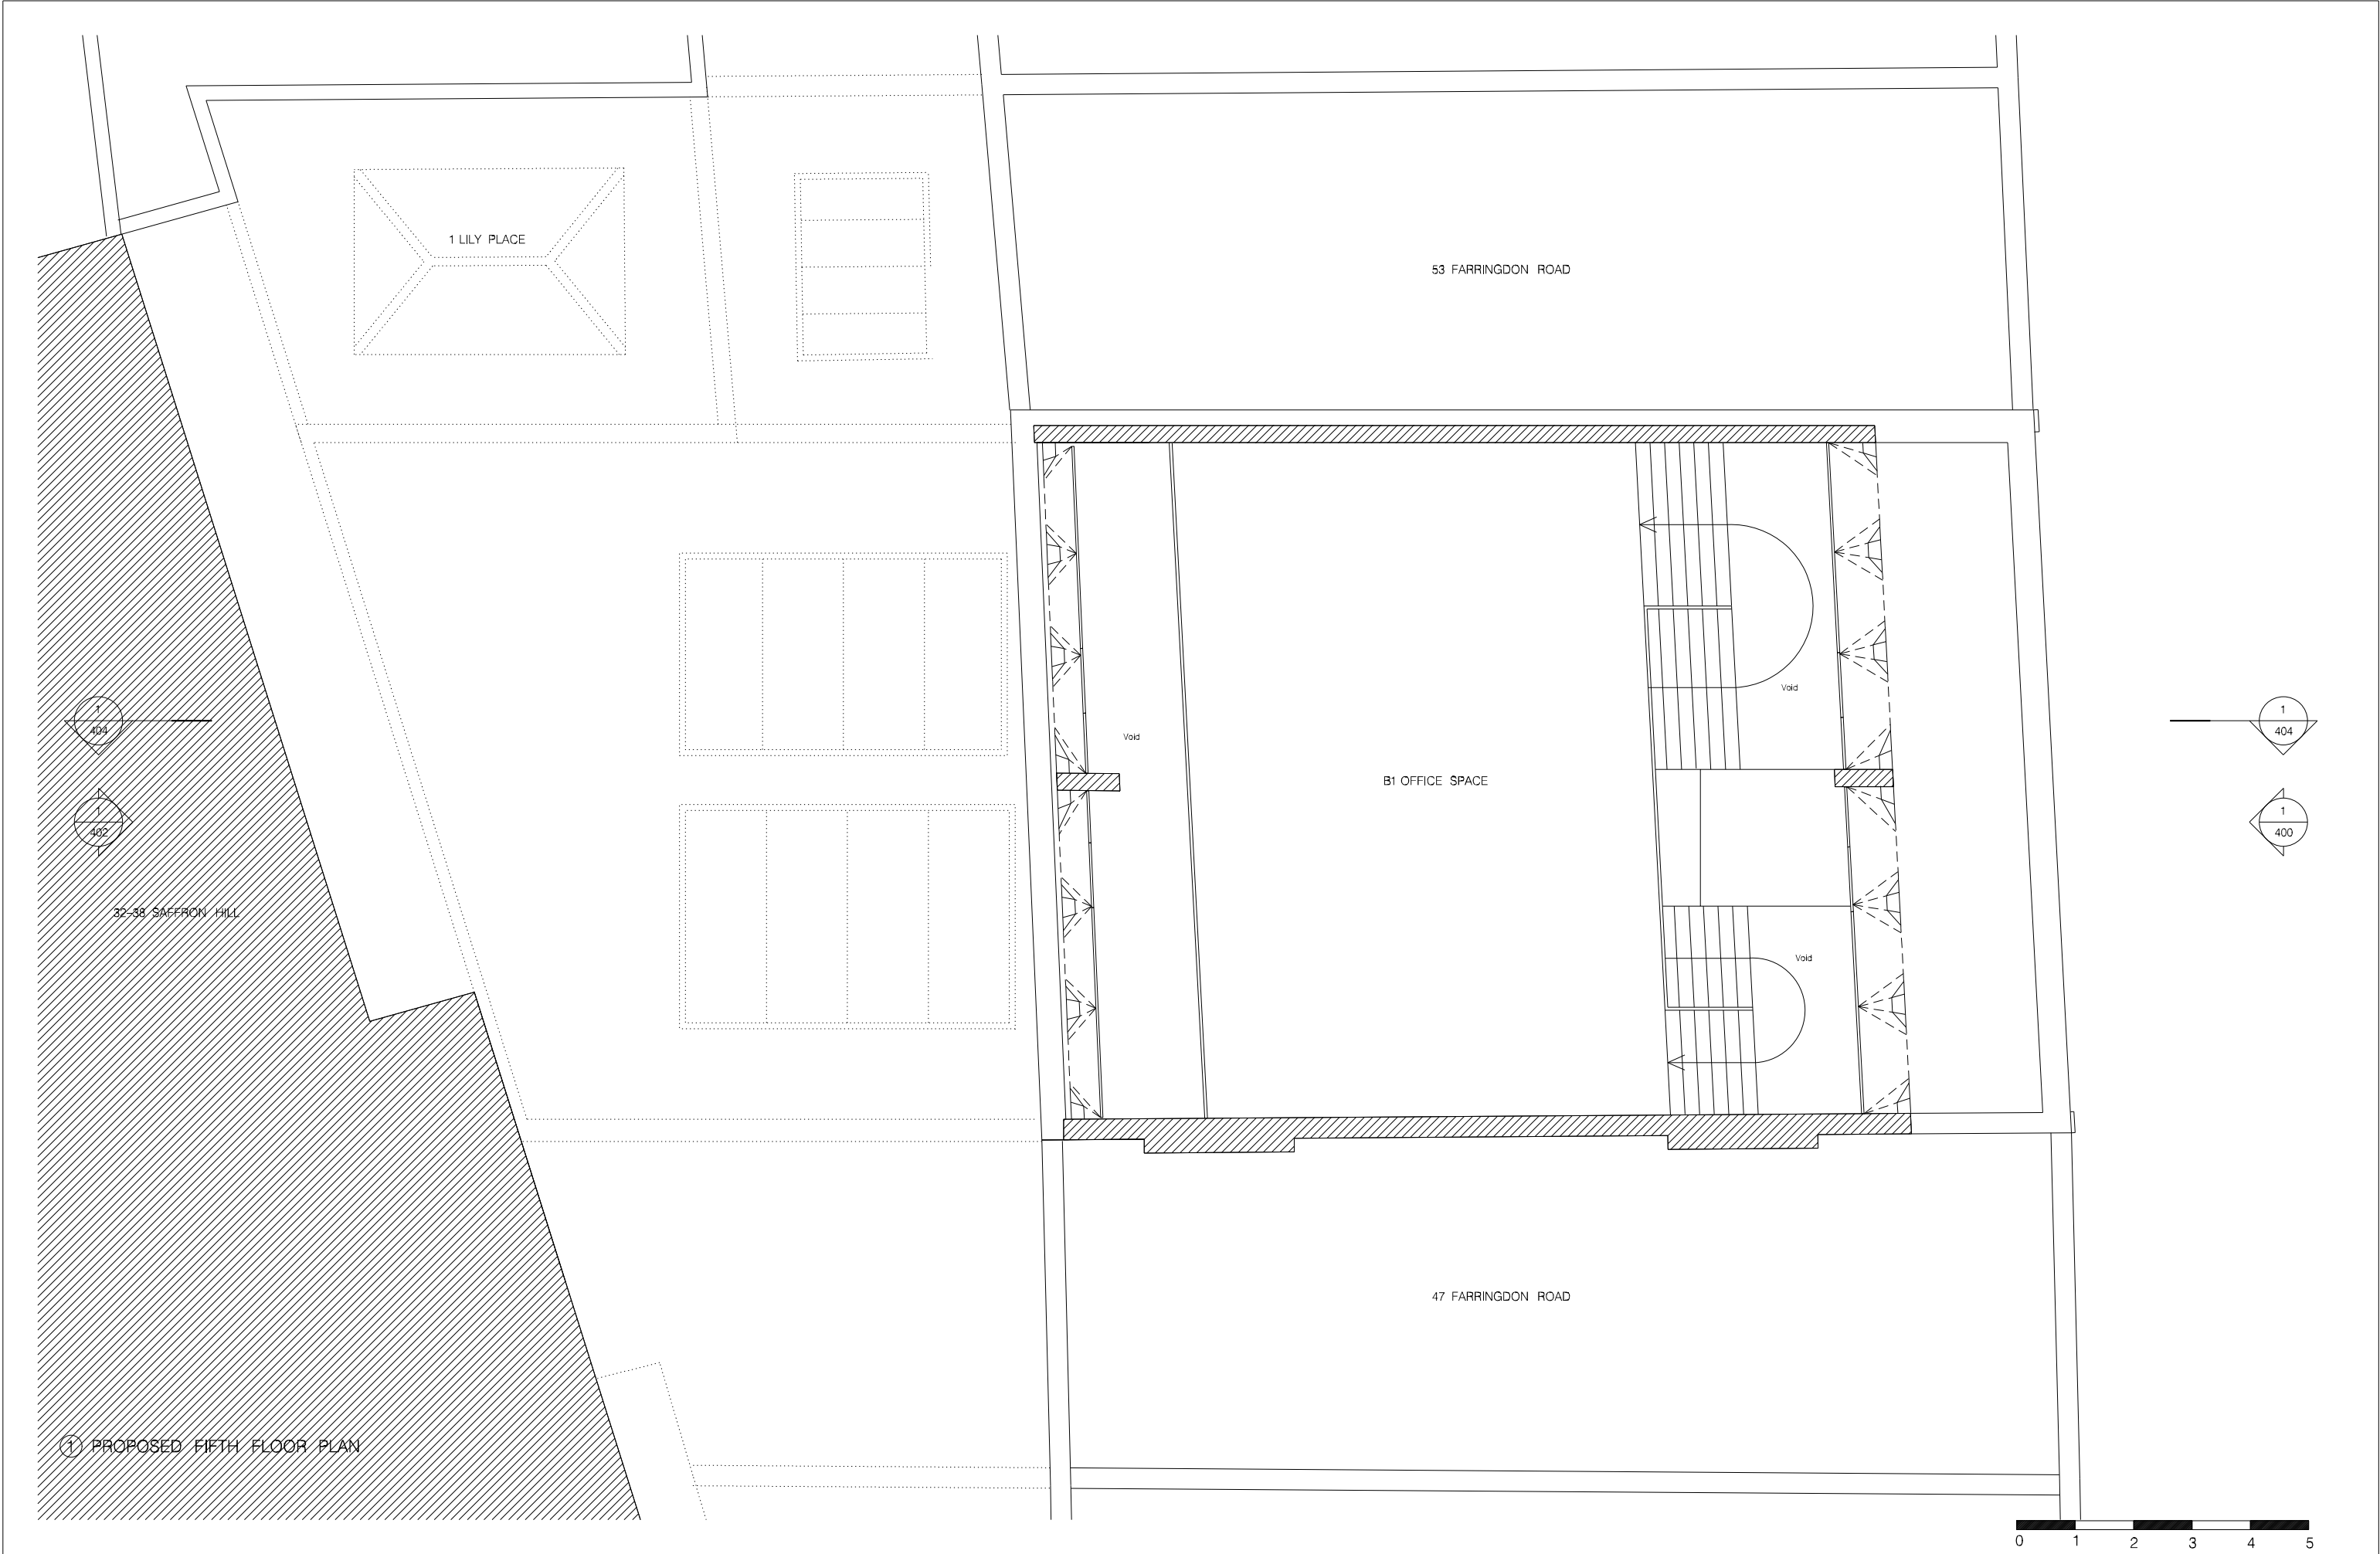 1 LILY PLACE
53 FARRINGDON ROAD
1
404
1
404
Void
Void
B1 OFFICE SPACE
1
402
1
400
32-38 SAFFRON HILL
Void
47 FARRINGDON ROAD
1 PROPOSED FIFTH FLOOR PLAN
0 1 2 3 4 5